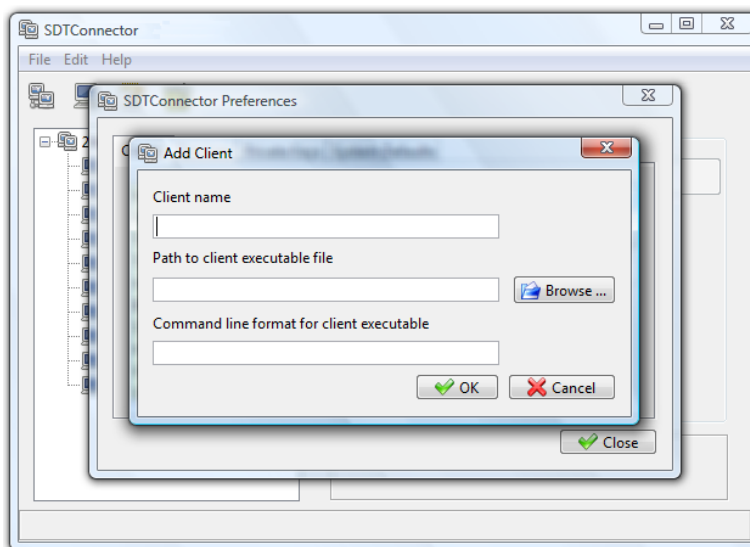 SDTConnector
File Edit Help
SDTConnector Preferences
2
C
Add Client
Client name
Path to client executable file
Browse ...
Command line format for client executable
OK
Cancel
Close